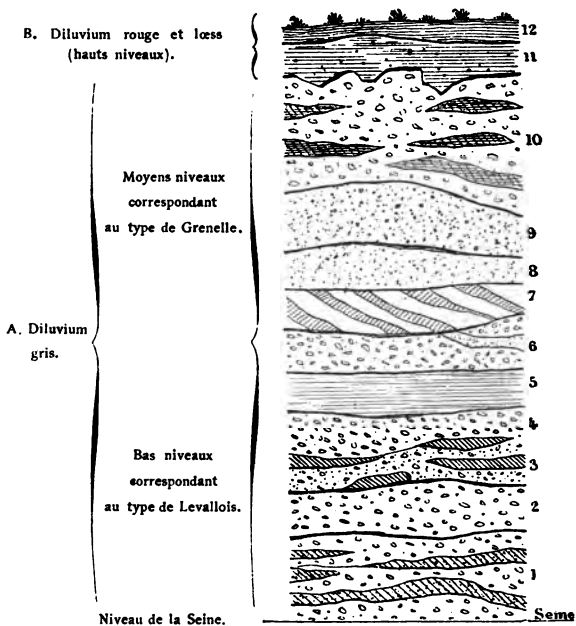 B. Diluvium rouge et lœss
(hauts niveaux).
12
11
10
Moyens niveaux
correspondant
au type de Grenelle.
9
8
7
A. Diluvium
gris.
6
5
4
Bas niveaux
correspondant
au type de Levallois.
3
2
1
Niveau de la Seine.
Seine